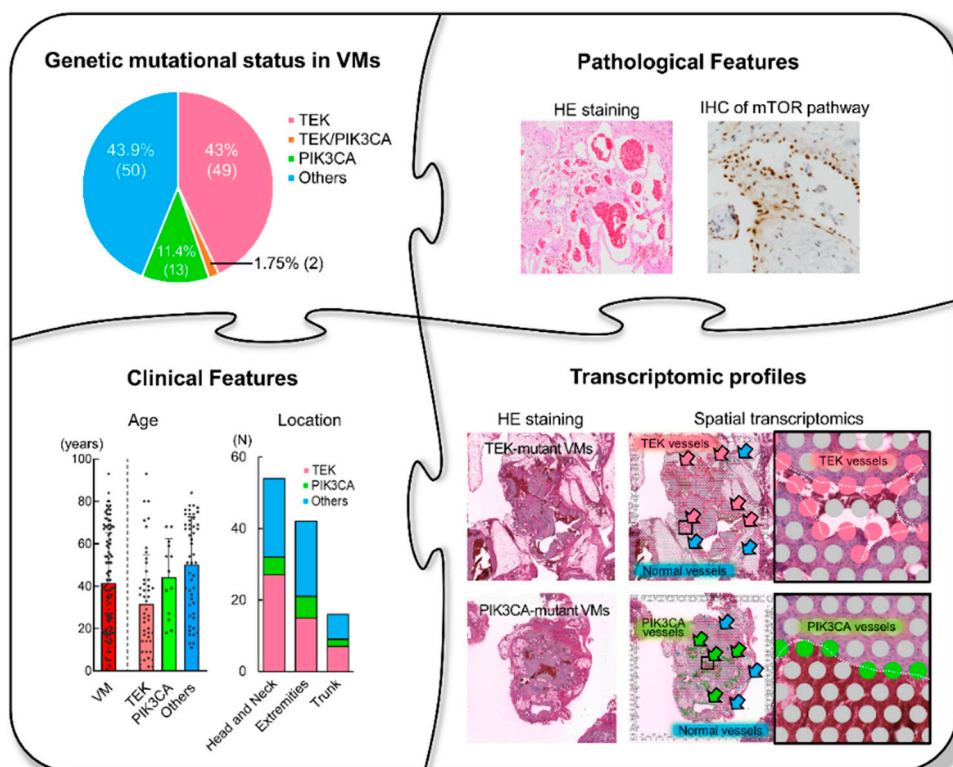 Genetic mutational status in VMs
43.9%
(50)
43%
(49)
11.4%
(13)
1.75% (2)
TEK
TEK/PIK3CA
PIK3CA
Others
Pathological Features
HE staining
IHC of mTOR pathway
Clinical Features
Age
(years)
100
80
60
40
20
0
VM
TEK
PIK3CA
Others
Location
(N)
60
40
20
0
TEK
PIK3CA
Others
Head and Neck
Extremities
Trunk
Transcriptomic profiles
HE staining
Spatial transcriptomics
TEK-mutant VMs
TEK vessels
Normal vessels
TEK vessels
PIK3CA-mutant VMs
PIK3CA
vessels
Normal vessels
PIK3CA vessels